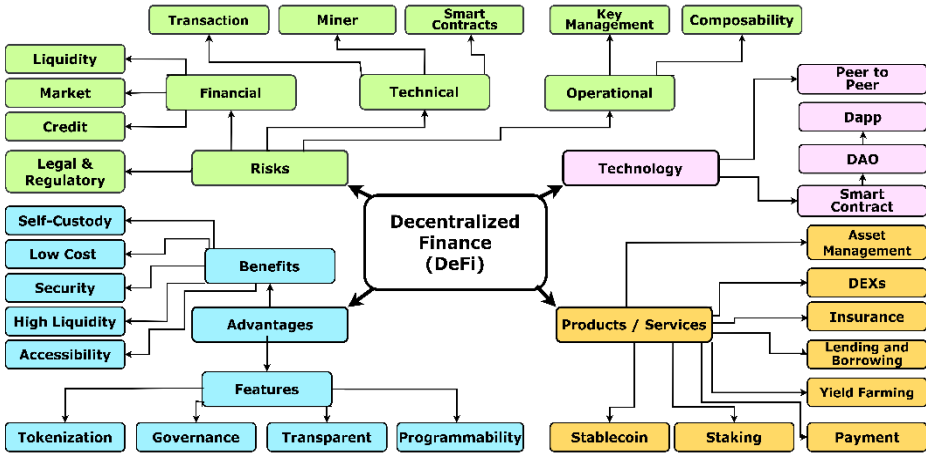 Transaction
Miner
Smart
Contracts
Key
Management
Composability
Liquidity
Market
Credit
Legal &
Regulatory
Financial
Technical
Operational
Risks
Technology
Peer to
Peer
Dapp
DAO
Smart
Contract
Decentralized
Finance
(DeFi)
Self-Custody
Low Cost
Security
High Liquidity
Accessibility
Benefits
Advantages
Features
Tokenization
Governance
Transparent
Programmability
Products / Services
Asset
Management
DEXs
Insurance
Lending and
Borrowing
Yield Farming
Payment
Stablecoin
Staking